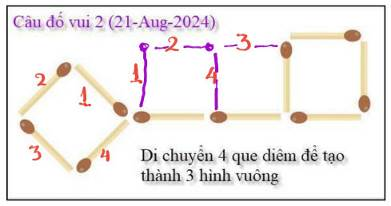 Câu đố vui 2 (21-Aug-2024)
2 3
2 1 1 4
3 4
Di chuyển 4 que diêm để tạo
thành 3 hình vuông